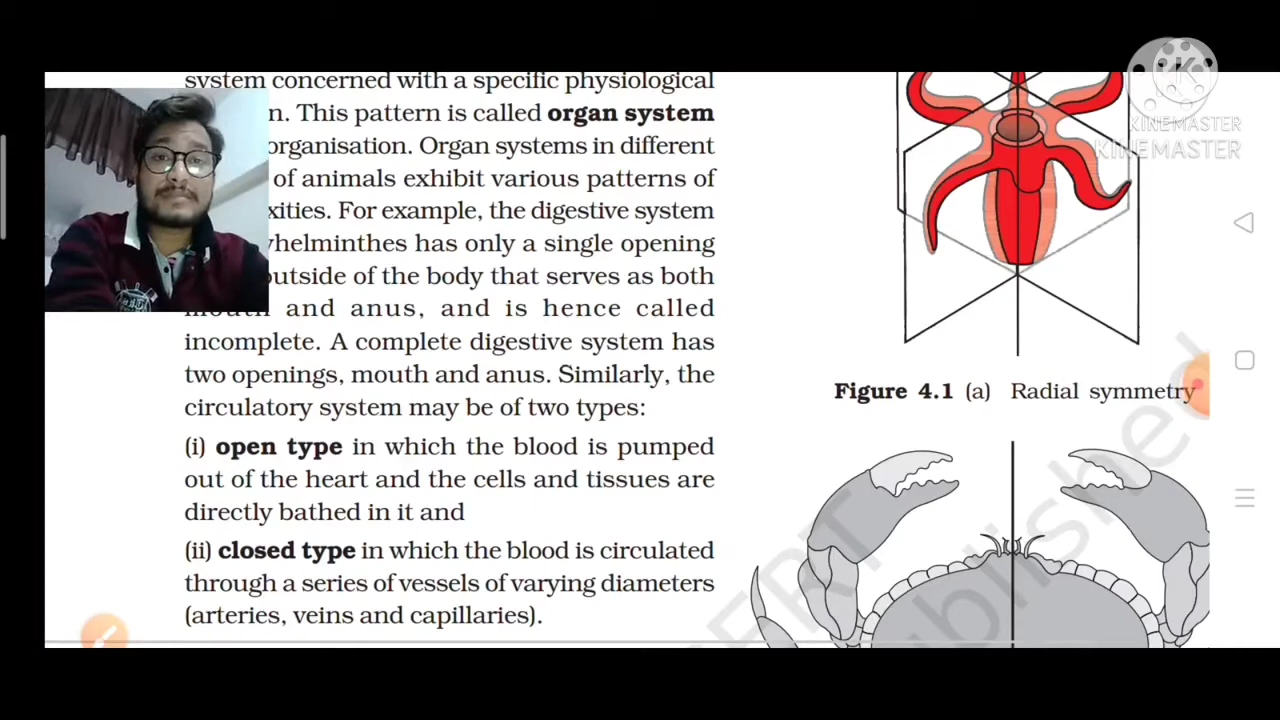 system concerned with a specific physiological
n. This pattern is called organ system
organisation. Organ systems in different
of animals exhibit various patterns of
xities. For example, the digestive system
helminthes has only a single opening
outside of the body that serves as both
mouth and anus, and is hence called
incomplete. A complete digestive system has
two openings, mouth and anus. Similarly, the
circulatory system may be of two types:
(i) open type in which the blood is pumped
out of the heart and the cells and tissues are
directly bathed in it and
(ii) closed type in which the blood is circulated
through a series of vessels of varying diameters
(arteries, veins and capillaries).
KINEMASTER
KINEMASTER
Figure 4.1 (a) Radial symmetry
ERT
ublished